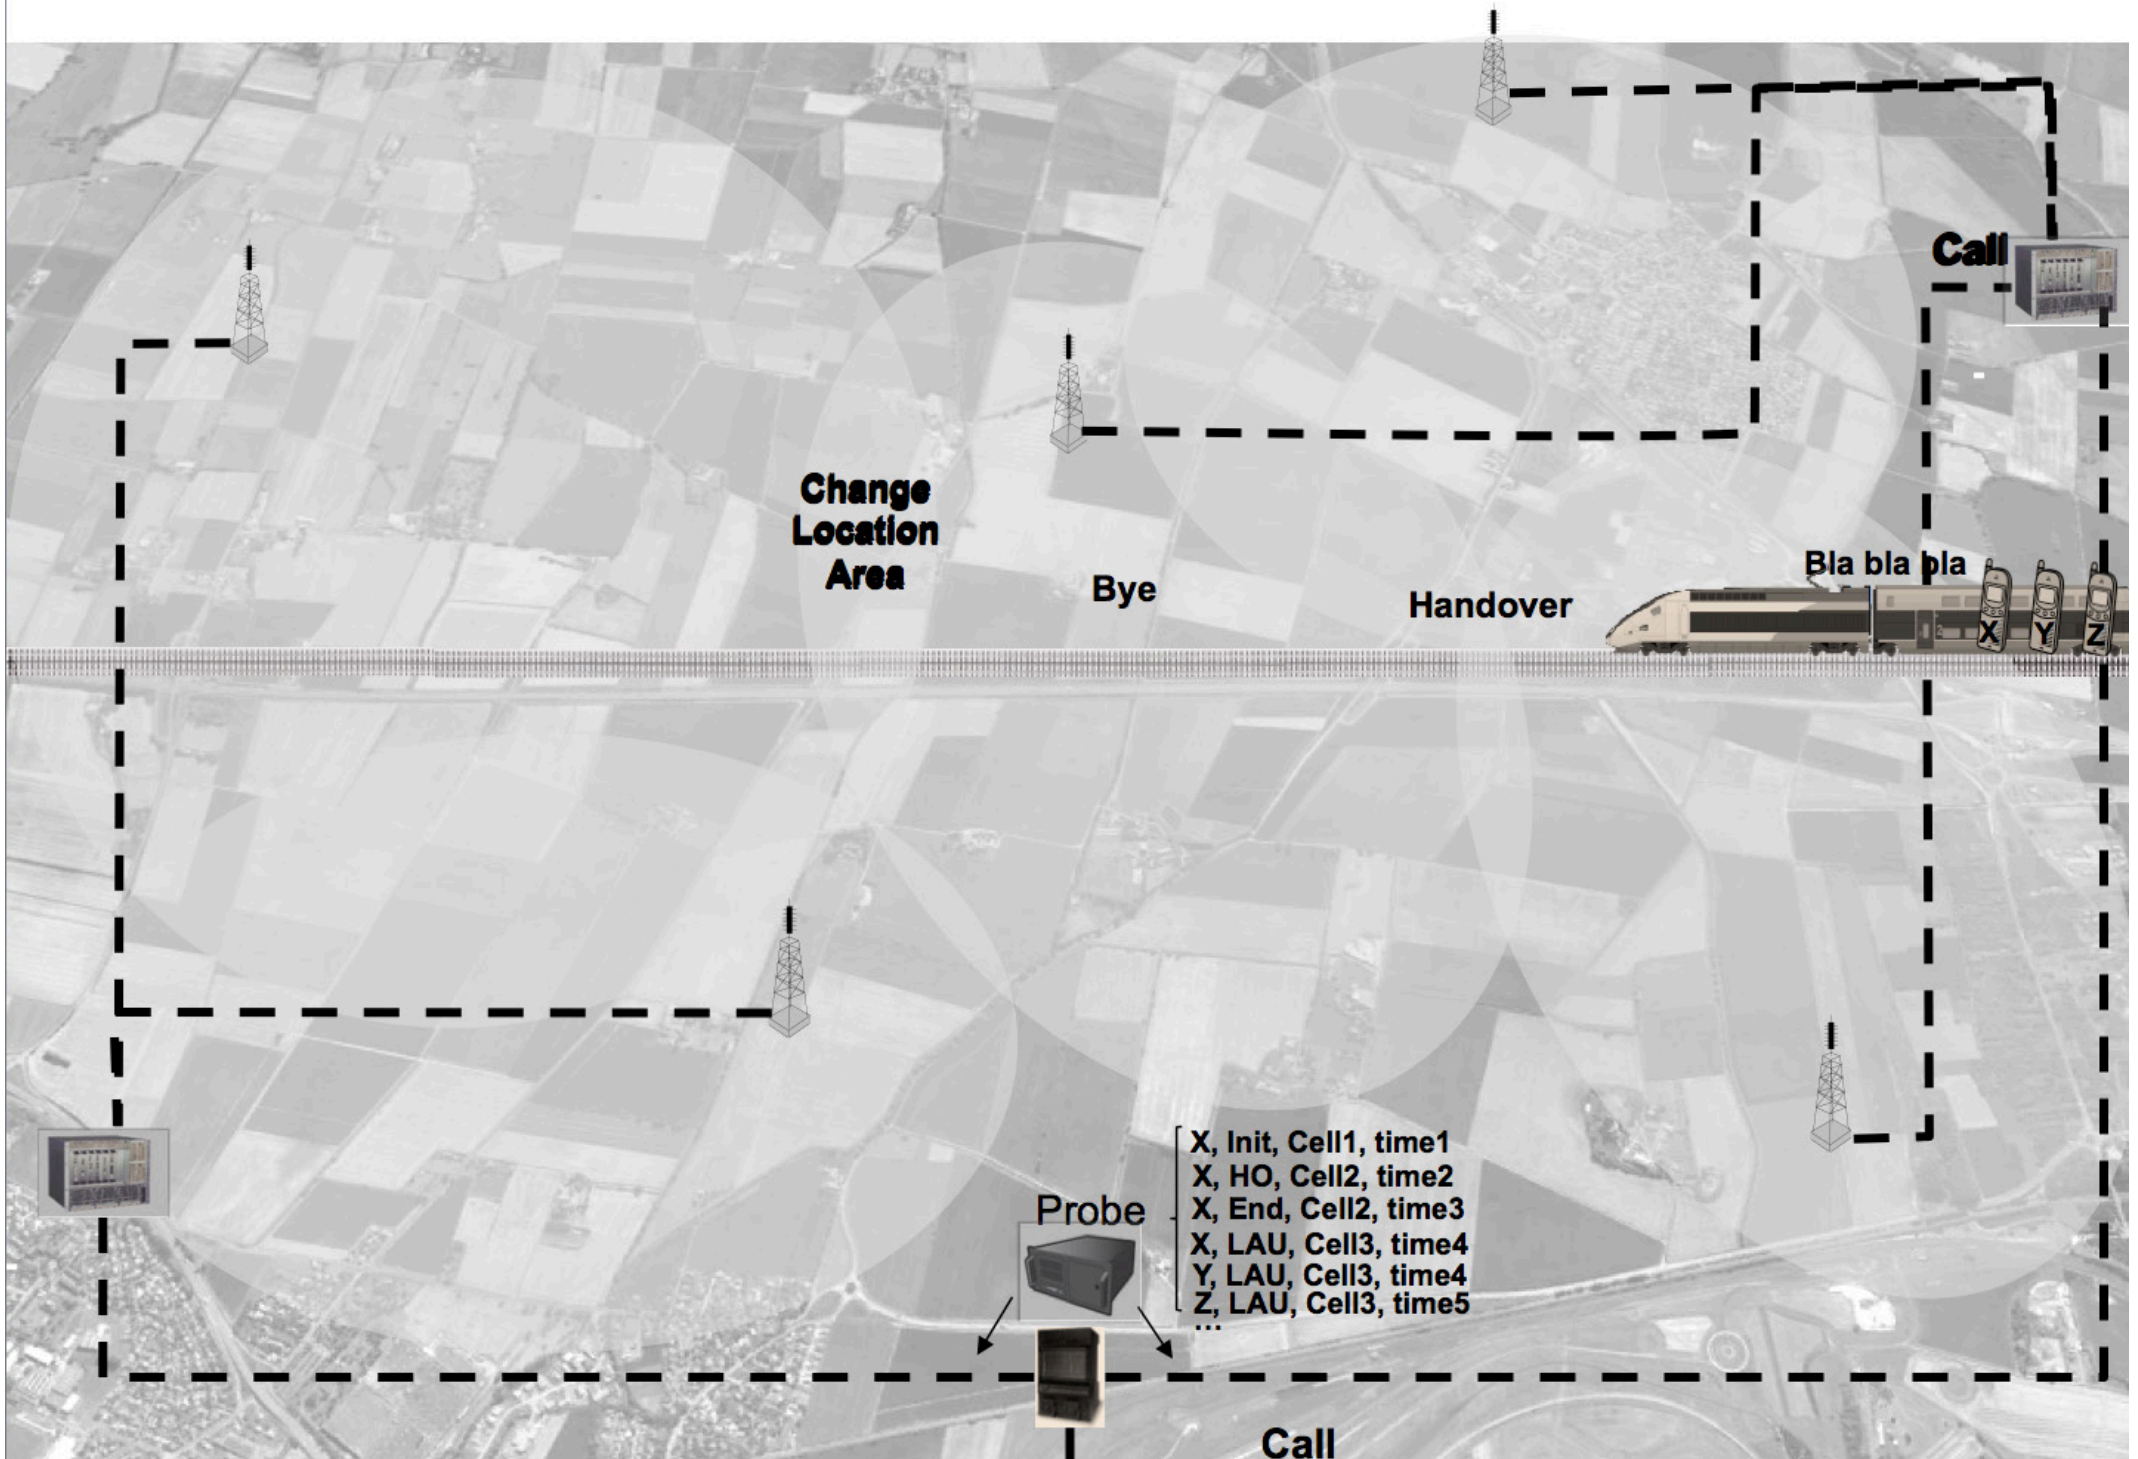 Call
Change
Location
Area
Bye
Handover
Bla bla bla
X Y Z
Probe
X, Init, Cell1, time1
X, HO, Cell2, time2
X, End, Cell2, time3
X, LAU, Cell3, time4
Y, LAU, Cell3, time4
Z, LAU, Cell3, time5
...
Call